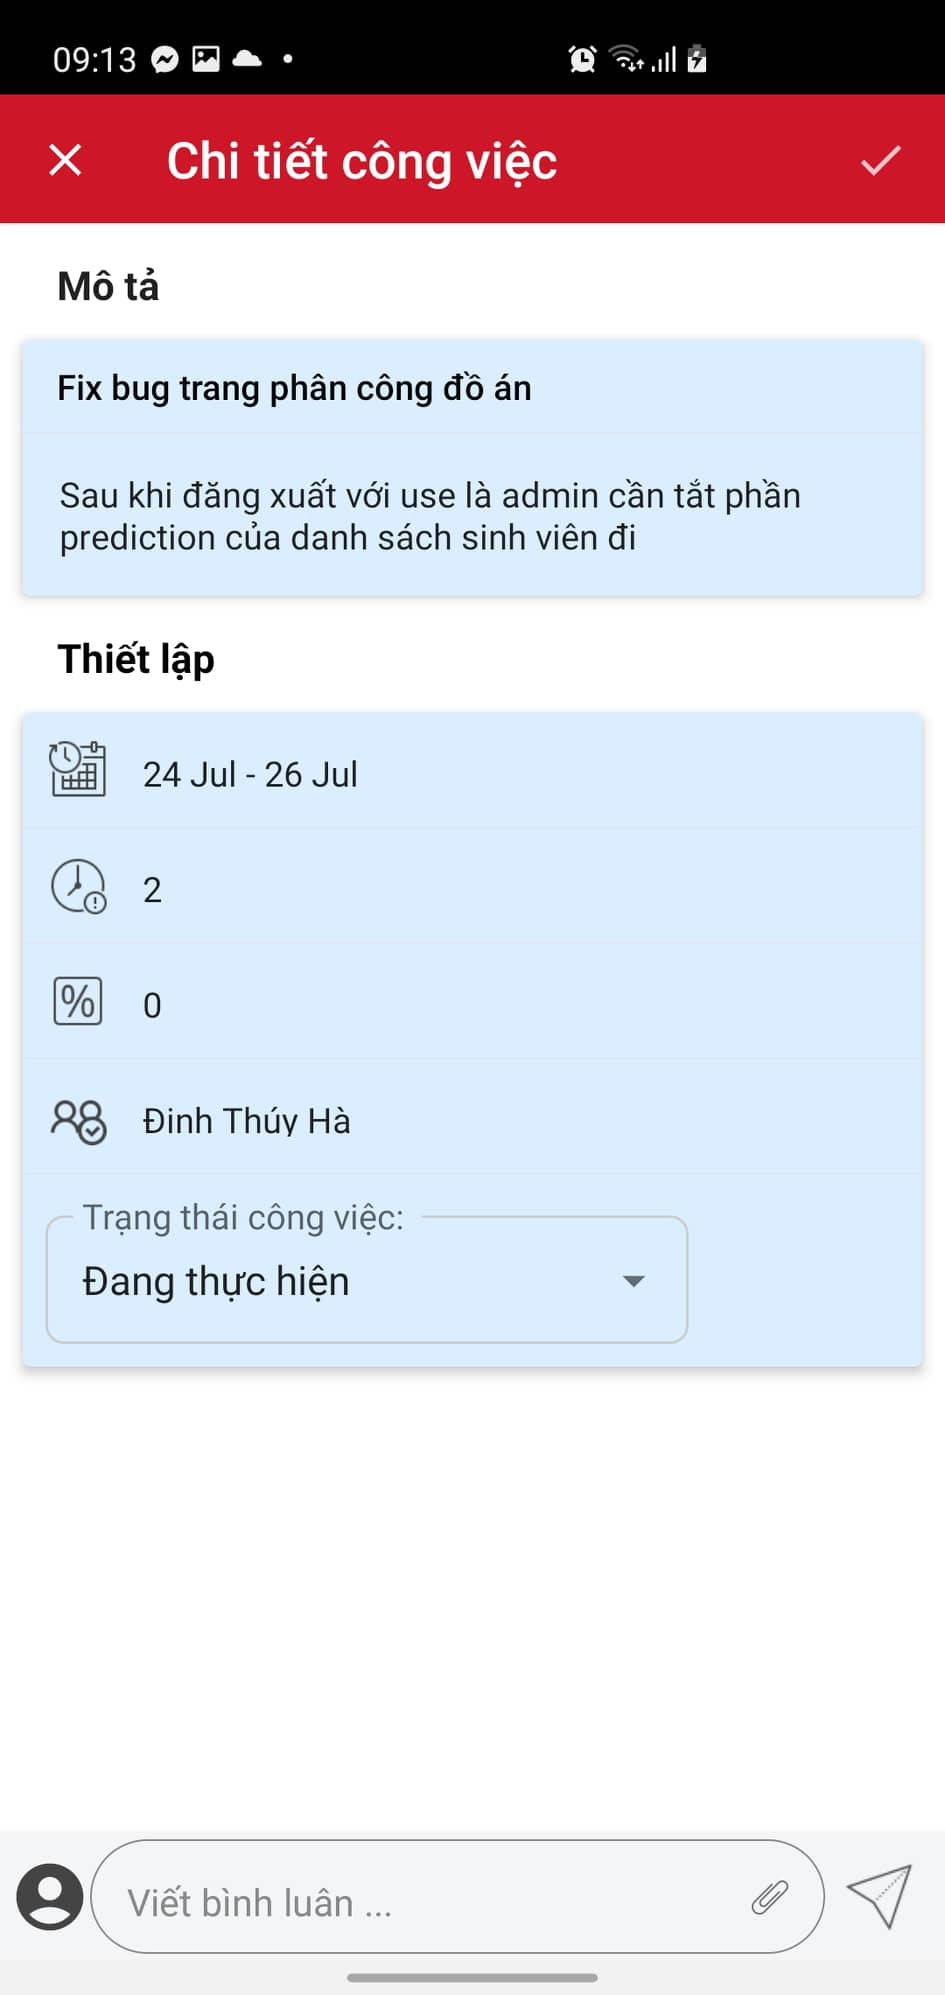 09:13
Chi tiết công việc
Mô tả
Fix bug trang phân công đồ án
Sau khi đăng xuất với use là admin cần tắt phần
prediction của danh sách sinh viên đi
Thiết lập
24 Jul - 26 Jul
2
%
0
Đinh Thúy Hà
Trạng thái công việc:
Đang thực hiện
Viết bình luân ...